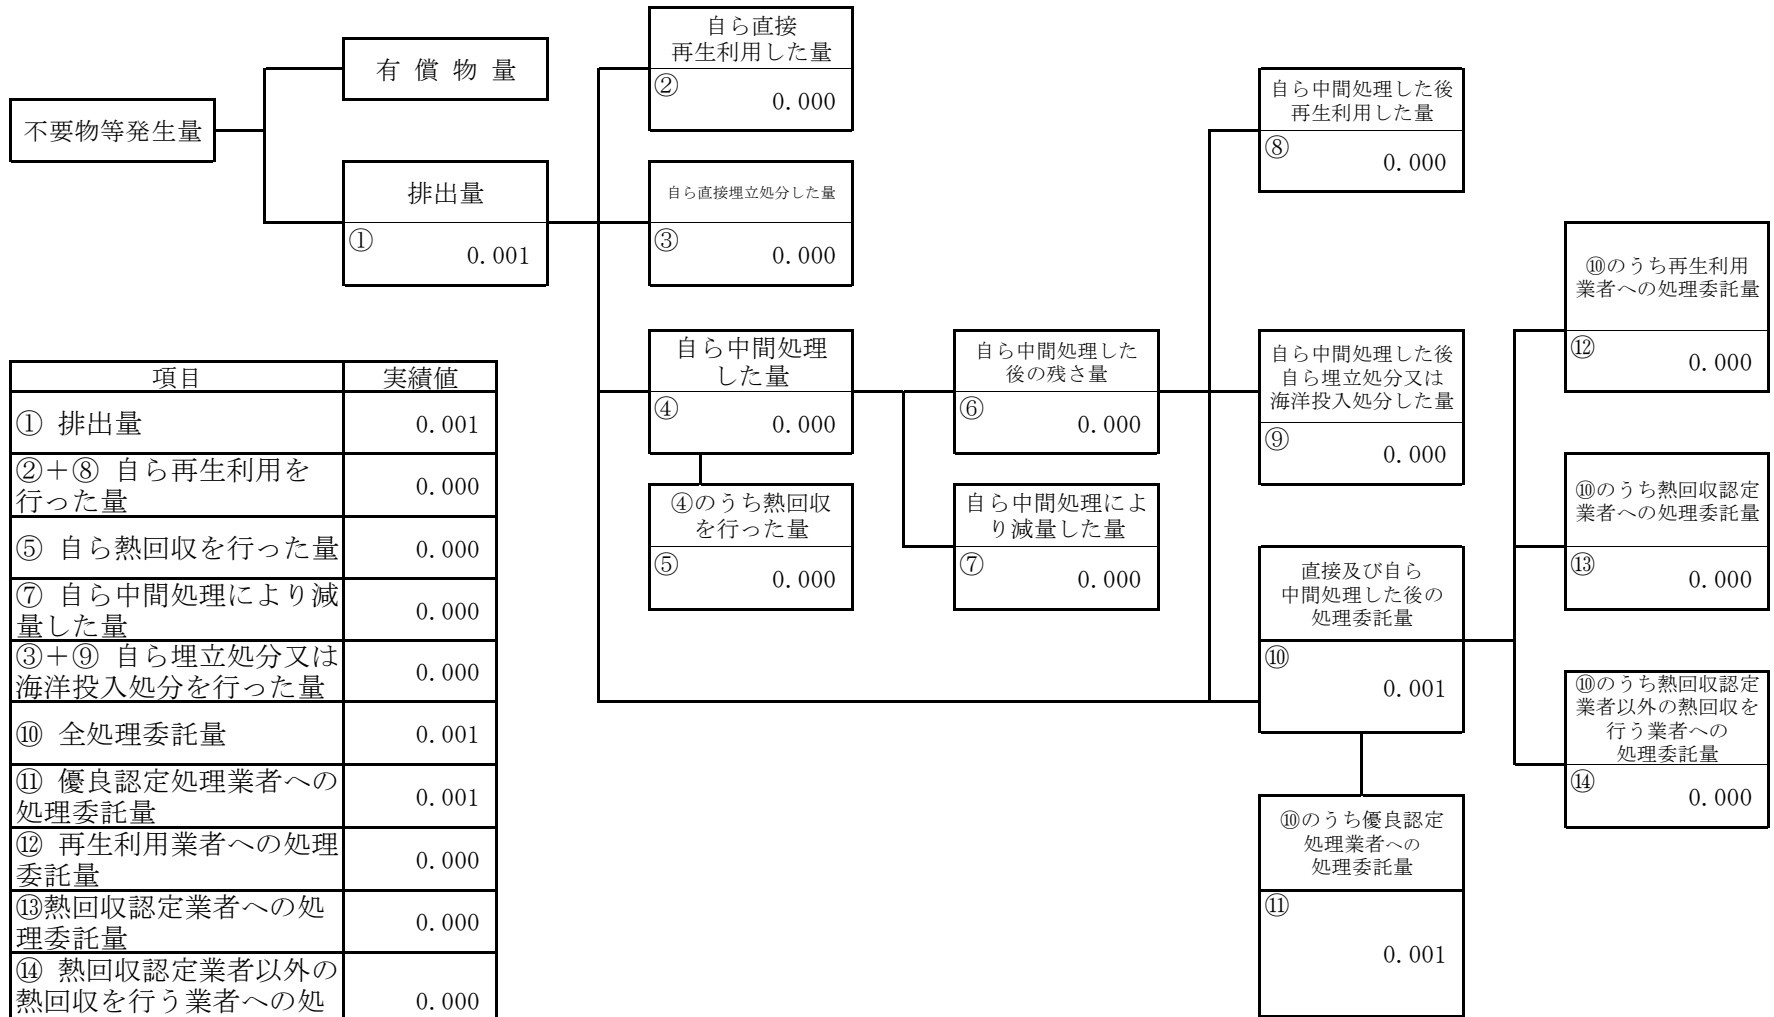 不要物等発生量
有 償 物 量
排出量
①
0.001
自ら直接
再生利用した量
②
0.000
自ら直接埋立処分した量
③
0.000
自ら中間処理
した量
④
0.000
④のうち熱回収
を行った量
⑤
0.000
自ら中間処理した
後の残さ量
⑥
0.000
自ら中間処理によ
り減量した量
⑦
0.000
自ら中間処理した後
再生利用した量
⑧
0.000
自ら中間処理した後
自ら埋立処分又は
海洋投入処分した量
⑨
0.000
直接及び自ら
中間処理した後の
処理委託量
⑩
0.001
⑩のうち優良認定
処理業者への
処理委託量
⑪
0.001
⑩のうち再生利用
業者への処理委託量
⑫
0.000
⑩のうち熱回収認定
業者への処理委託量
⑬
0.000
⑩のうち熱回収認定
業者以外の熱回収を
行う業者への
処理委託量
⑭
0.000
項目 実績値
① 排出量 0.001
②＋⑧ 自ら再生利用を
行った量 0.000
⑤ 自ら熱回収を行った量 0.000
⑦ 自ら中間処理により減
量した量 0.000
③＋⑨ 自ら埋立処分又は
海洋投入処分を行った量 0.000
⑩ 全処理委託量 0.001
⑪ 優良認定処理業者への
処理委託量 0.001
⑫ 再生利用業者への処理
委託量 0.000
⑬熱回収認定業者への処
理委託量 0.000
⑭ 熱回収認定業者以外の
熱回収を行う業者への処 0.000